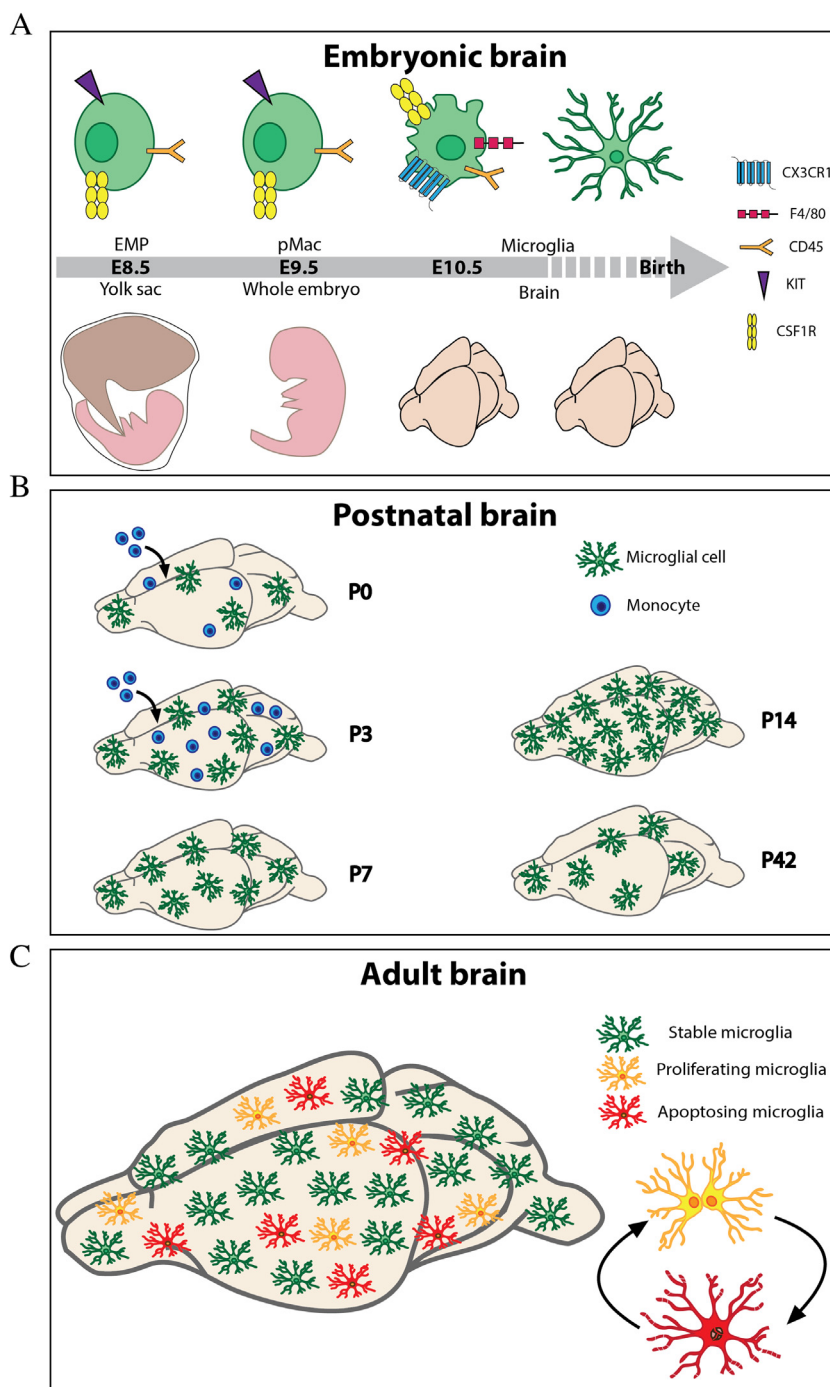 A
Embryonic brain
EMP
pMac
Microglia
E8.5
E9.5
E10.5
Birth
Yolk sac
Whole embryo
Brain
CX3CR1
F4/80
CD45
KIT
CSF1R
B
Postnatal brain
P0
Microglial cell
Monocyte
P3
P14
P7
P42
C
Adult brain
Stable microglia
Proliferating microglia
Apoptosing microglia